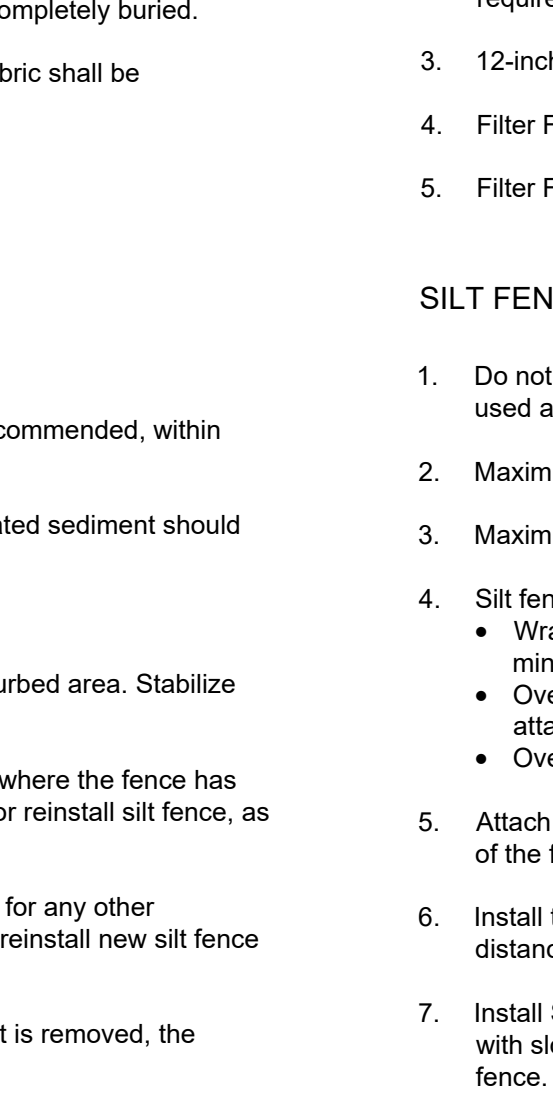 ompletely buried.
bric shall be
commended, within
ated sediment should
urbed area. Stabilize
where the fence has
or reinstall silt fence, as
for any other
reinstall new silt fence
t is removed, the
require
3. 12-inch
4. Filter F
5. Filter F
SILT FEN
1. Do not
used a
2. Maxim
3. Maxim
4. Silt fen
• Wra
min
• Ove
atta
• Ove
5. Attach
of the f
6. Install t
distanc
7. Install S
with slo
fence.